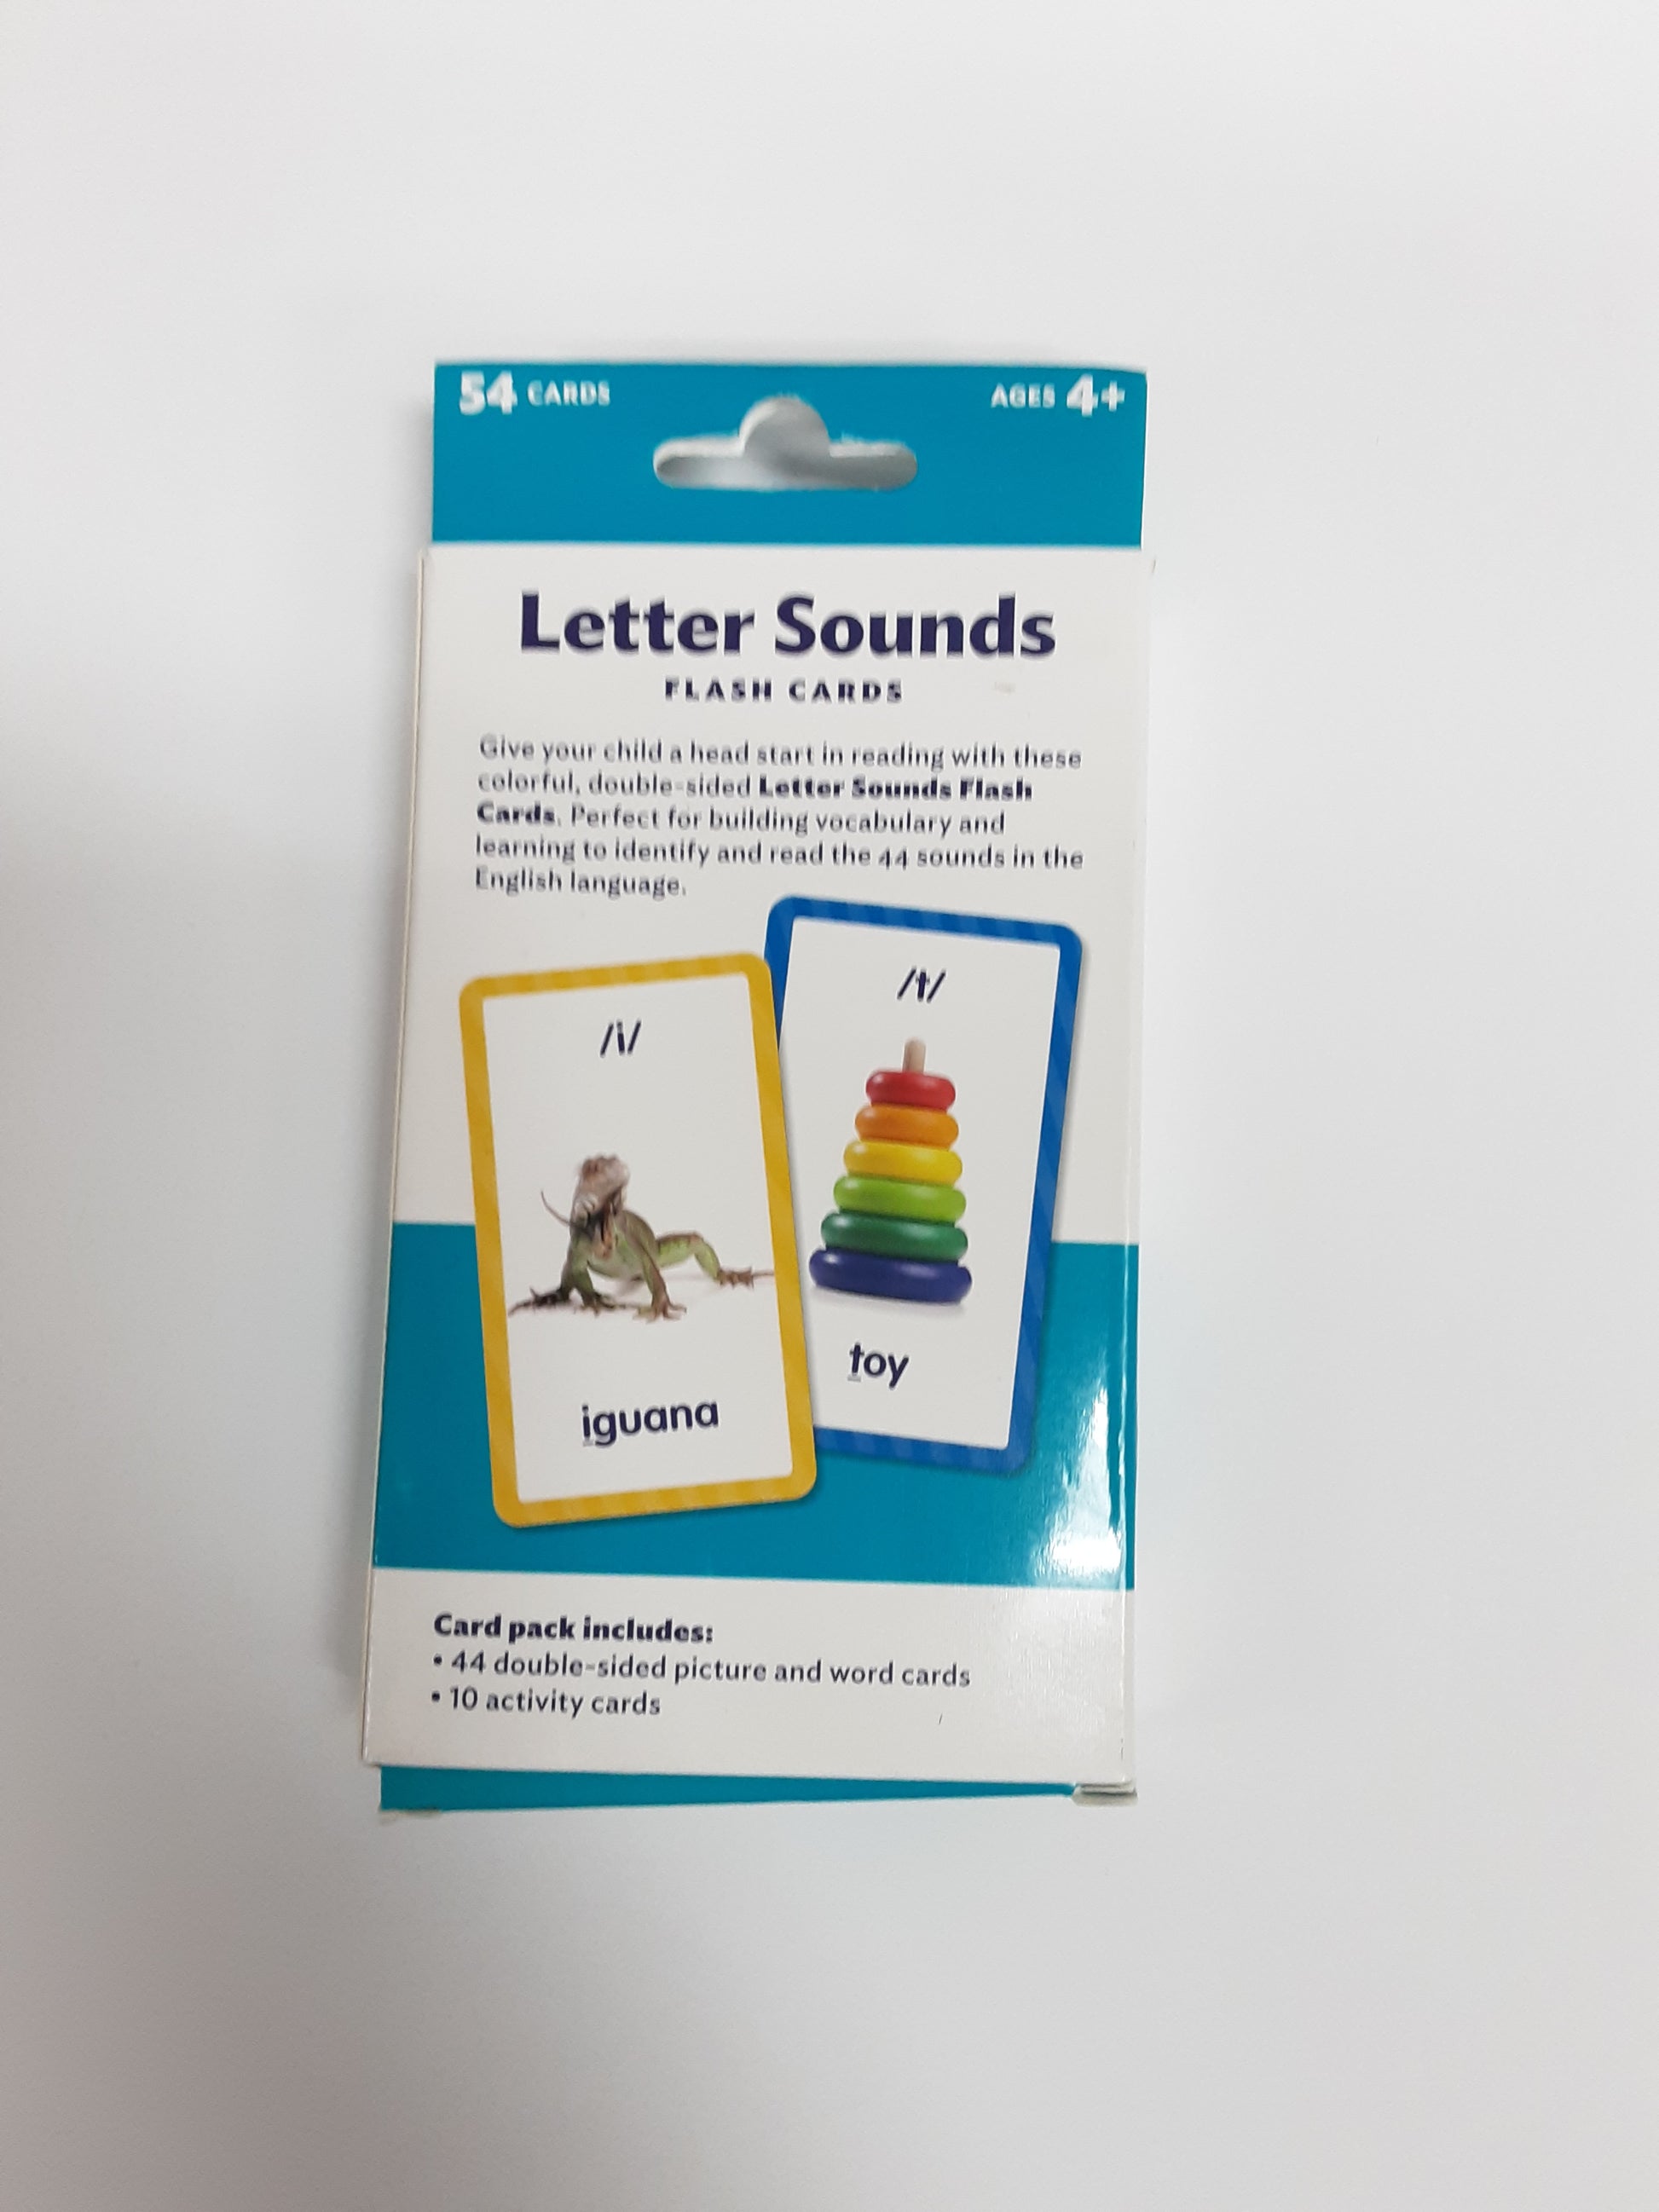 54 CARDS
AGES 4+
Letter Sounds
FLASH CARDS
Give your child a head start in reading with these
colorful, double-sided Letter Sounds Flash
Cards. Perfect for building vocabulary and
learning to identify and read the 44 sounds in the
English language.
/i/
iguana
/t/
toy
Card pack includes:
• 44 double-sided picture and word cards
• 10 activity cards